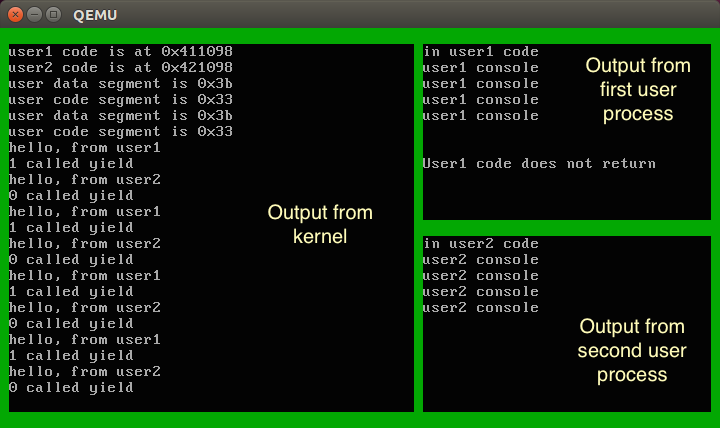 QEMU
user1 code is at 0x411098
user2 code is at 0x421098
user data segment is 0x3b
user code segment is 0x33
user data segment is 0x3b
user code segment is 0x33
hello, from user1
1 called yield
hello, from user2
0 called yield
hello, from user1
1 called yield
hello, from user2
0 called yield
hello, from user1
1 called yield
hello, from user2
0 called yield
hello, from user1
1 called yield
hello, from user2
0 called yield
Output from
kernel
in user1 code
user1 console
user1 console
user1 console
user1 console
User1 code does not return
Output from
first user
process
in user2 code
user2 console
user2 console
user2 console
user2 console
Output from
second user
process